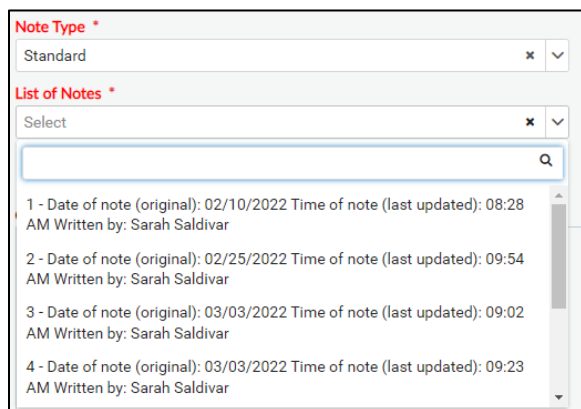 Note Type *
Standard
List of Notes *
Select
1 - Date of note (original): 02/10/2022 Time of note (last updated): 08:28
AM Written by: Sarah Saldivar
2 - Date of note (original): 02/25/2022 Time of note (last updated): 09:54
AM Written by: Sarah Saldivar
3 - Date of note (original): 03/03/2022 Time of note (last updated): 09:02
AM Written by: Sarah Saldivar
4 - Date of note (original): 03/03/2022 Time of note (last updated): 09:23
AM Written by: Sarah Saldivar